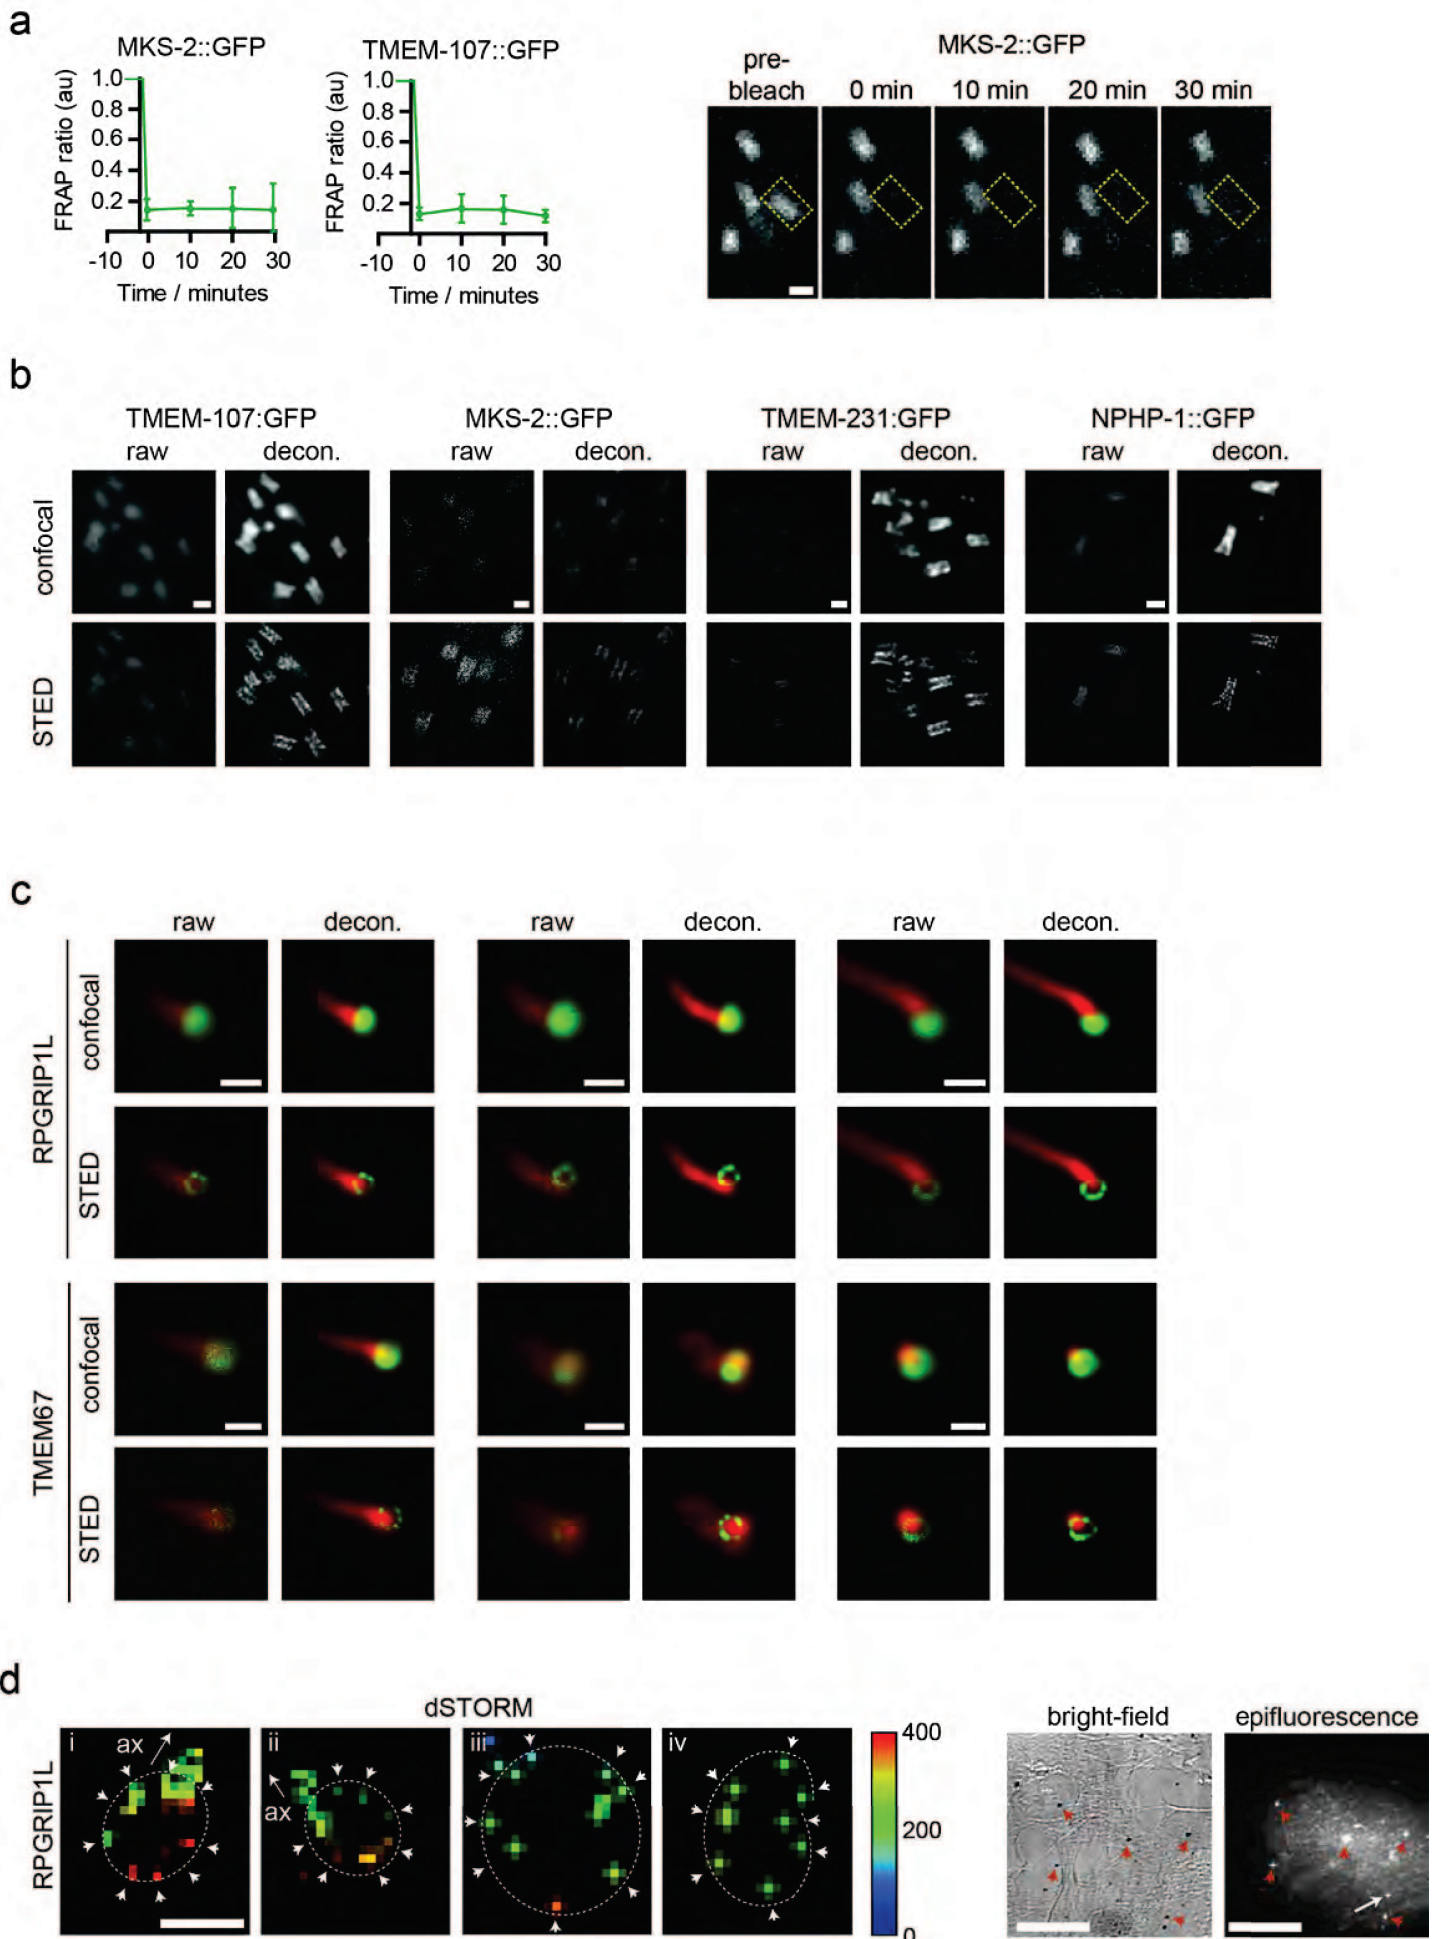 a
MKS-2::GFP
FRAP ratio (au)
1.0
0.8
0.6
0.4
0.2
-10 0 10 20 30
Time / minutes
TMEM-107::GFP
FRAP ratio (au)
1.0
0.8
0.6
0.4
0.2
-10 0 10 20 30
Time / minutes
MKS-2::GFP
pre-
bleach 0 min 10 min 20 min 30 min
b
TMEM-107:GFP MKS-2::GFP TMEM-231:GFP NPHP-1::GFP
raw decon. raw decon. raw decon. raw decon.
confocal
STED
c
raw decon. raw decon. raw decon.
RPGRIP1L
confocal
STED
TMEM67
confocal
STED
d
dSTORM
RPGRIP1L
i ax
ii ax
iii
iv
400
200
0
bright-field epifluorescence